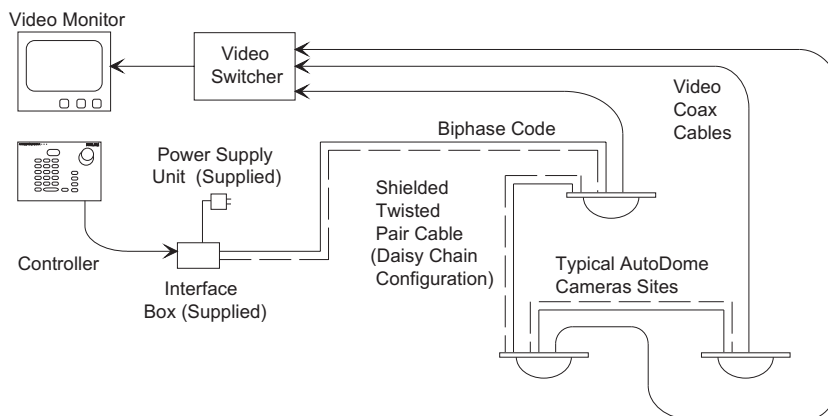 Video Monitor
Video
Switcher
Video
Coax
Cables
Biphase Code
Power Supply
Unit (Supplied)
Shielded
Twisted
Pair Cable
(Daisy Chain
Configuration)
Controller
Interface
Box (Supplied)
Typical AutoDome
Cameras Sites